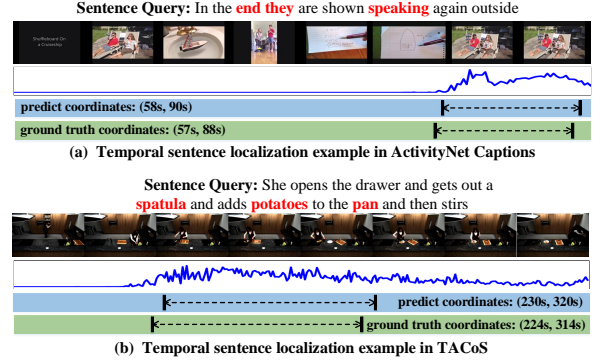 Sentence Query: In the end they are shown speaking again outside
Shuffleboard On
a Cruiseship
predict coordinates: (58s, 90s)
ground truth coordinates: (57s, 88s)
(a) Temporal sentence localization example in ActivityNet Captions
Sentence Query: She opens the drawer and gets out a
spatula and adds potatoes to the pan and then stirs
predict coordinates: (230s, 320s)
ground truth coordinates: (224s, 314s)
(b) Temporal sentence localization example in TACoS